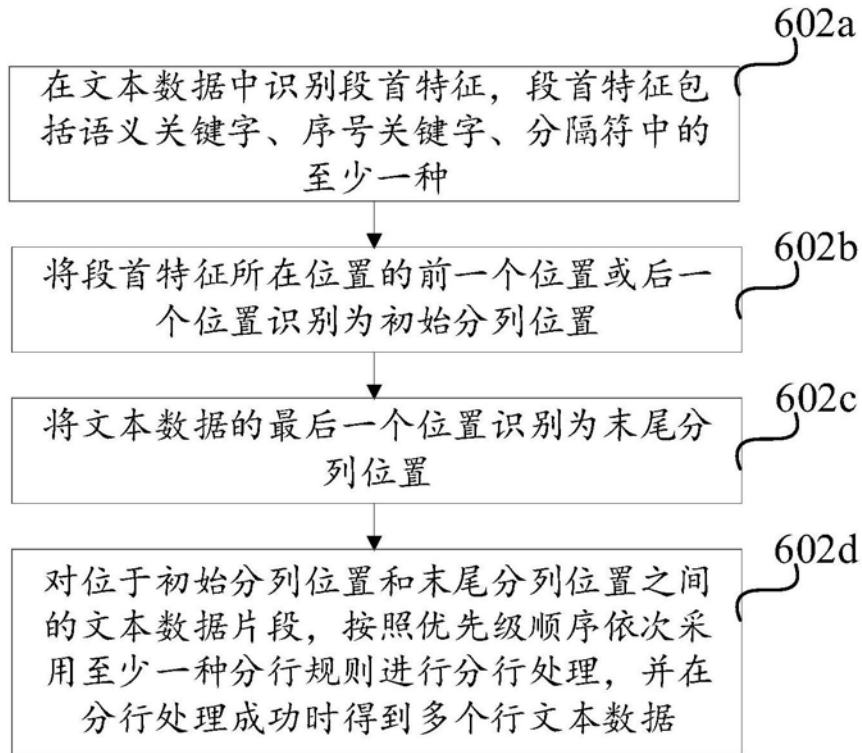 602a
在文本数据中识别段首特征，段首特征包
括语义关键字、序号关键字、分隔符中的
至少一种
602b
将段首特征所在位置的前一个位置或后一
个位置识别为初始分列位置
602c
将文本数据的最后一个位置识别为末尾分
列位置
602d
对位于初始分列位置和末尾分列位置之间
的文本数据片段，按照优先级顺序依次采
用至少一种分行规则进行分行处理，并在
分行处理成功时得到多个行文本数据